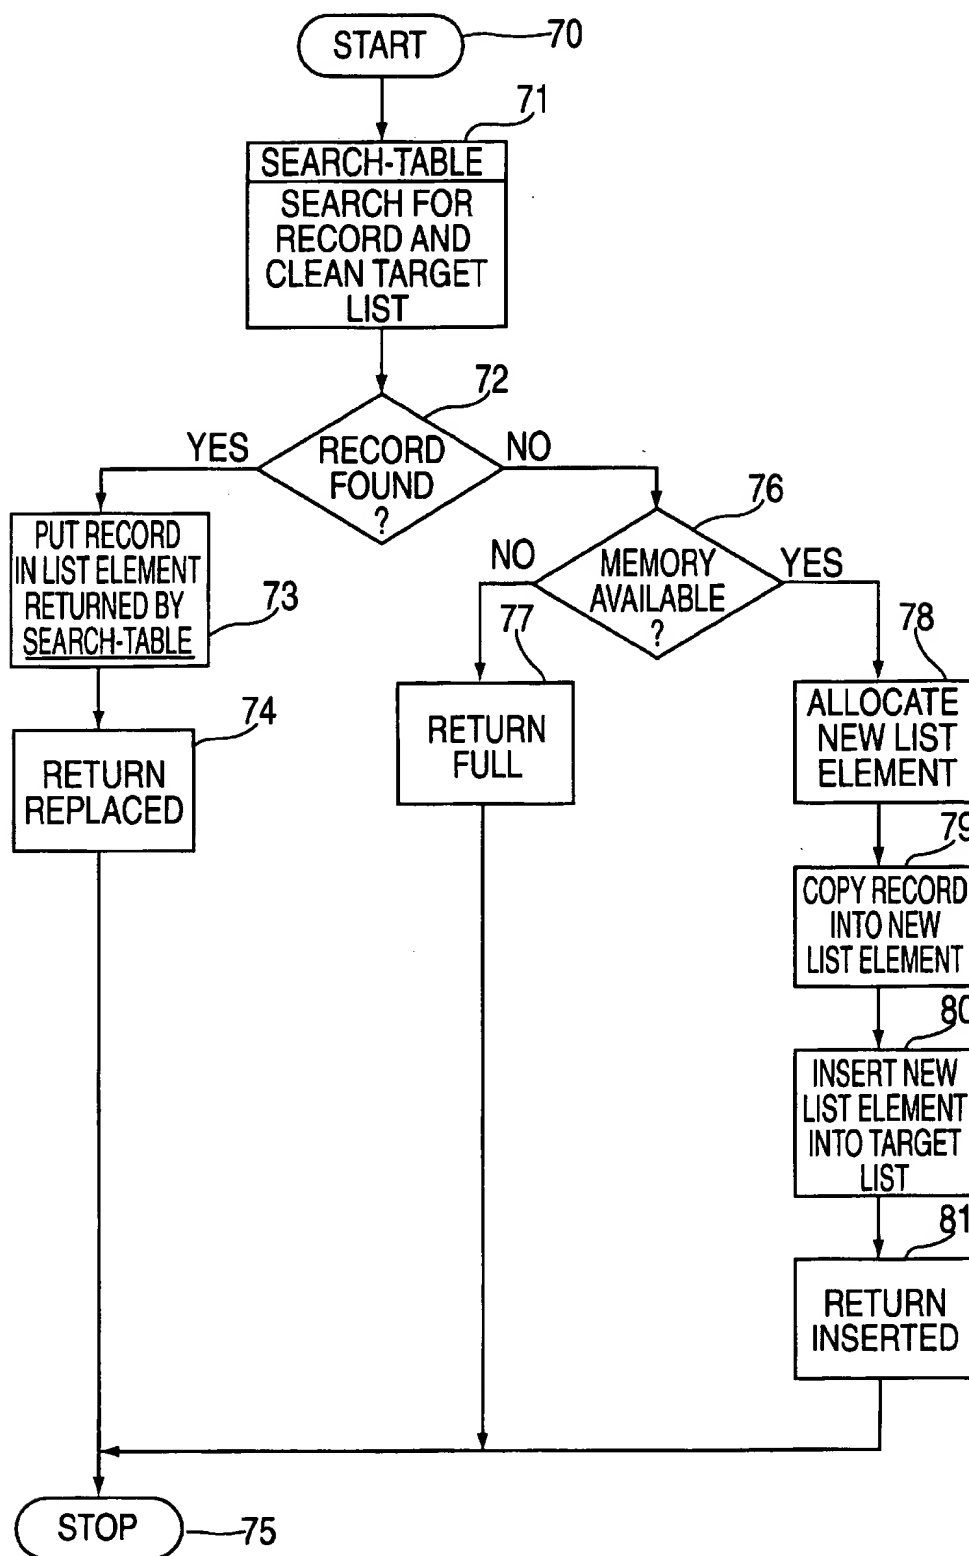 START
70
71
SEARCH-TABLE
SEARCH FOR
RECORD AND
CLEAN TARGET
LIST
72
YES
RECORD
FOUND
?
NO
76
PUT RECORD
IN LIST ELEMENT
RETURNED BY
SEARCH-TABLE
73
NO
MEMORY
AVAILABLE
?
YES
77
78
74
RETURN
REPLACED
RETURN
FULL
ALLOCATE
NEW LIST
ELEMENT
79
COPY RECORD
INTO NEW
LIST ELEMENT
80
INSERT NEW
LIST ELEMENT
INTO TARGET
LIST
81
RETURN
INSERTED
STOP
75